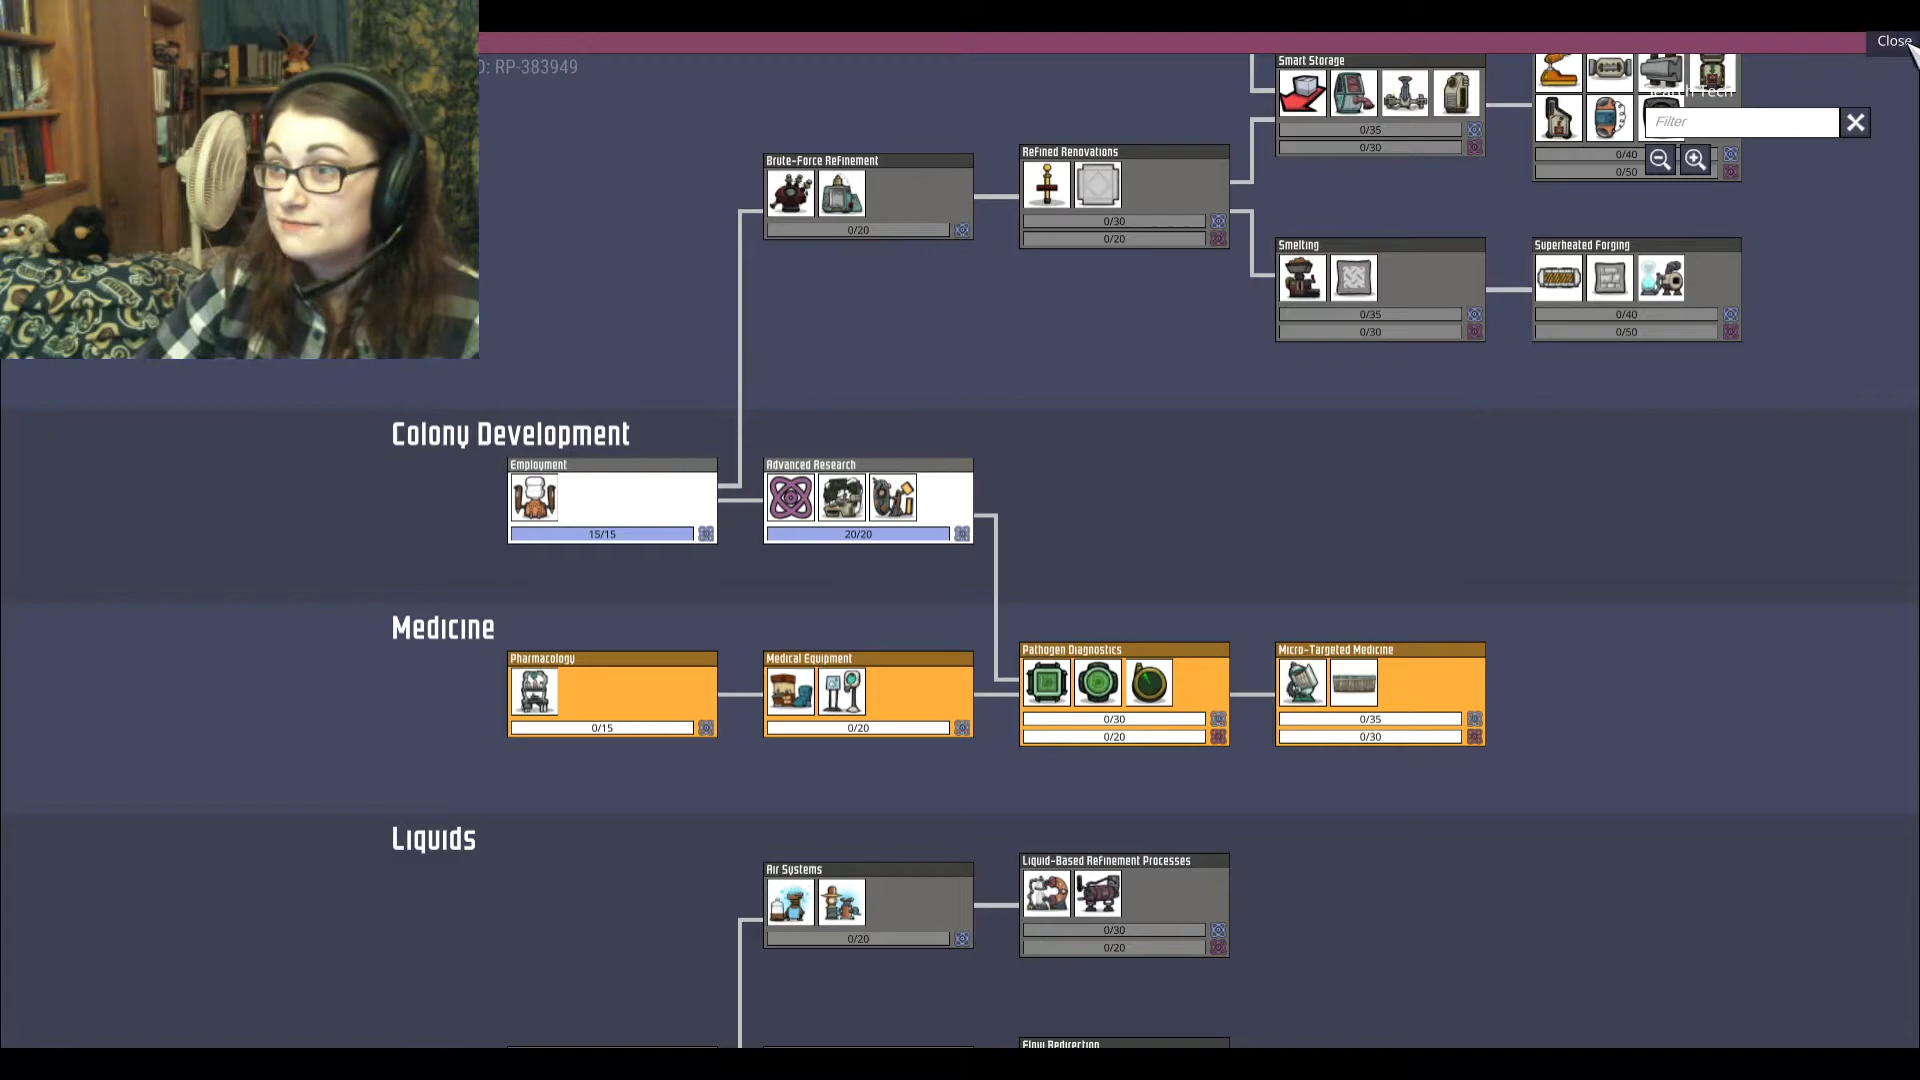 Close
D: RP-383949
Smart Storage
Search Tech
Filter
0/35
0/30
0/40
0/50
Brute-Force Refinement
0/20
Refined Renovations
0/30
0/20
Smelting
0/35
0/30
Superheated Forging
0/40
0/50
Colony Development
Employment
15/15
Advanced Research
20/20
Medicine
Pharmacology
0/15
Medical Equipment
0/20
Pathogen Diagnostics
0/30
0/20
Micro-Targeted Medicine
0/35
0/30
Liquids
Air Systems
0/20
Liquid-Based Refinement Processes
0/30
0/20
Flow Redirection